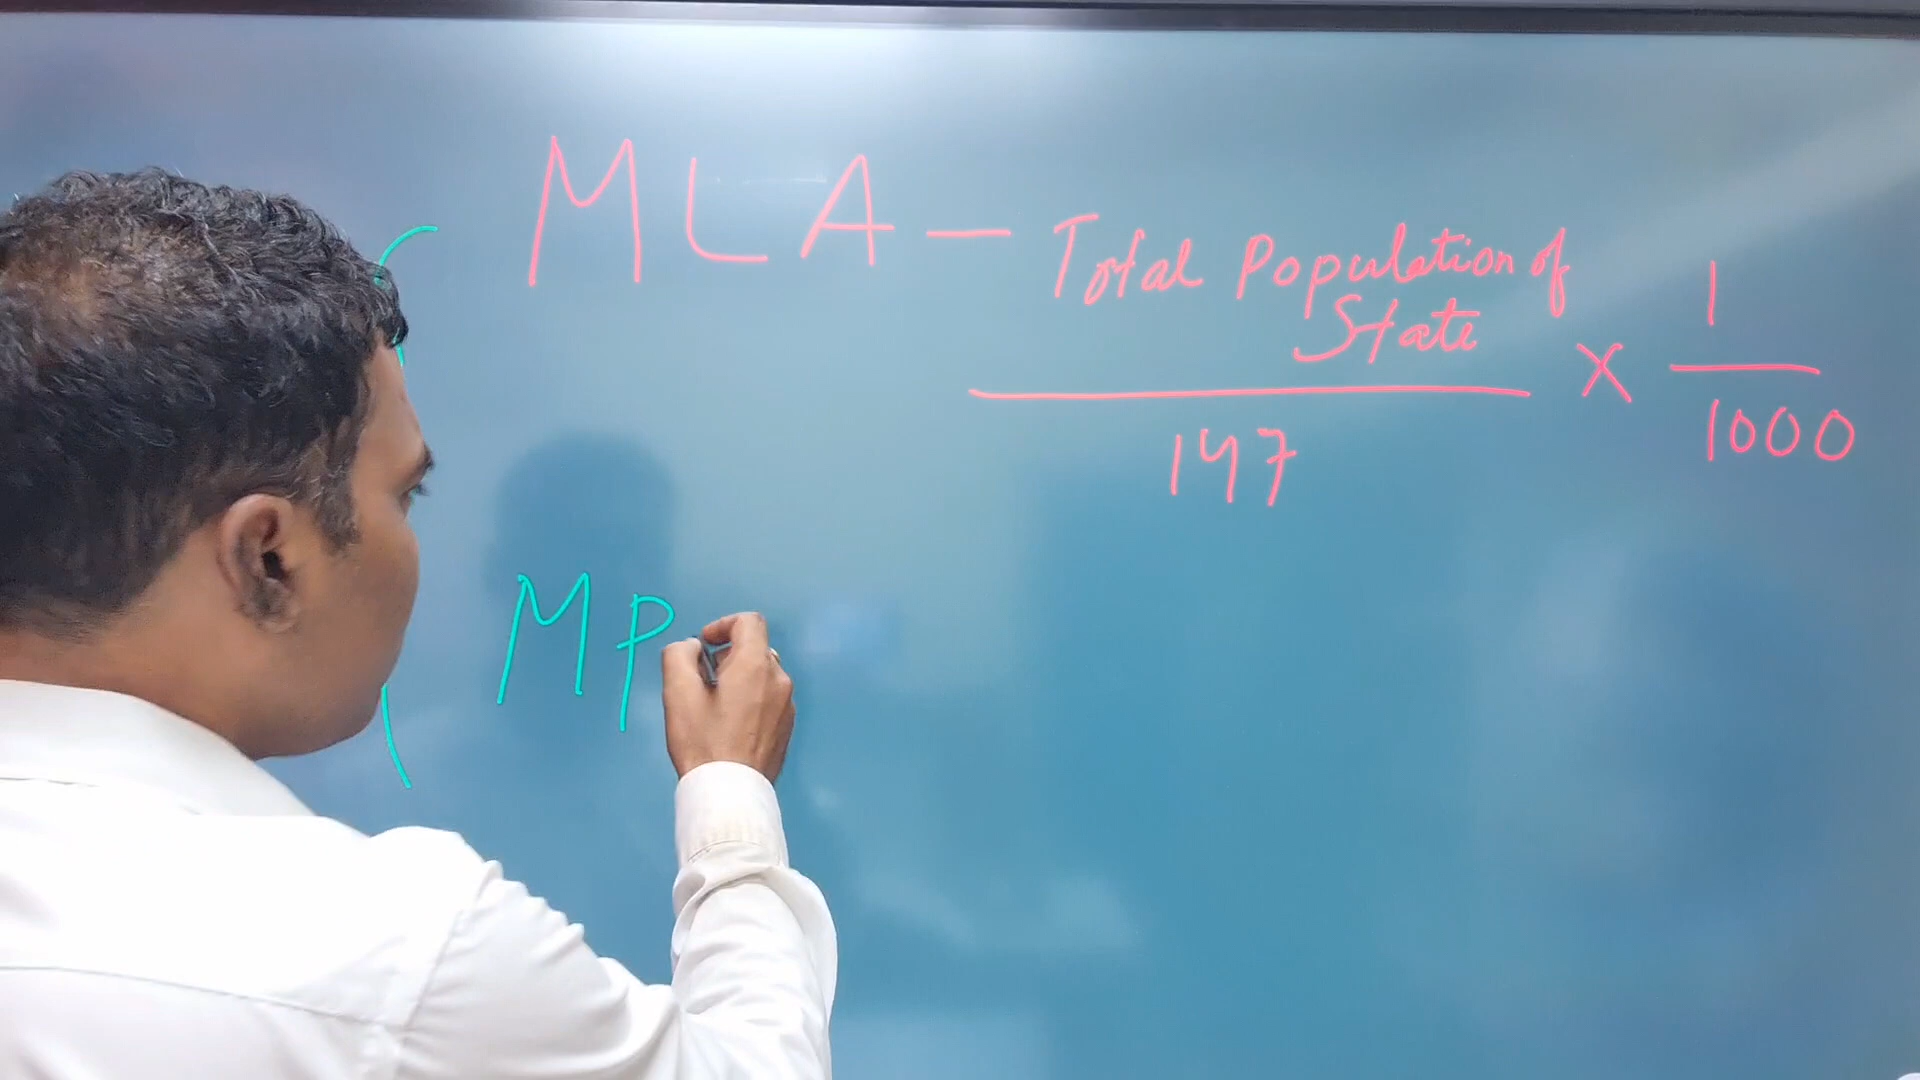 MLA — Total Population of
State
× 1
147
1000
MP